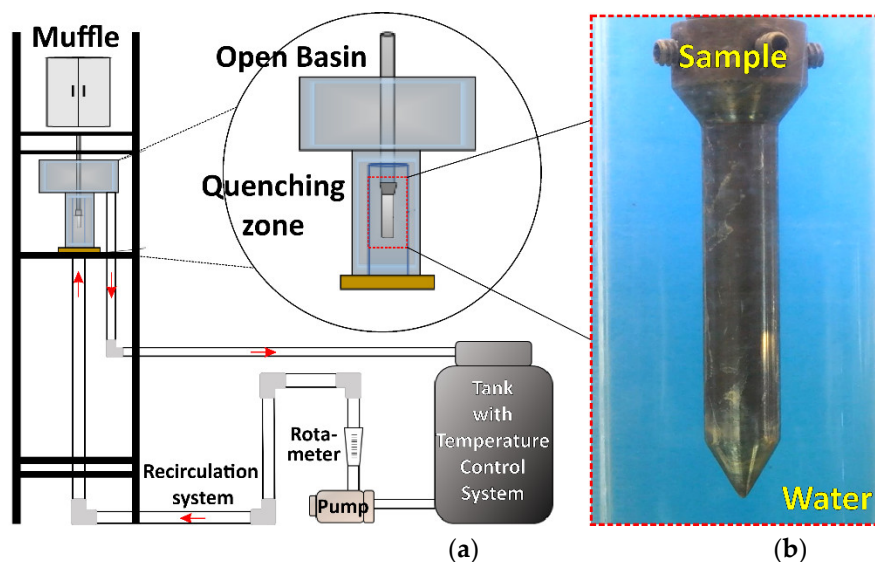 Muffle
Open Basin
Quenching
zone
Rota-
meter
Recirculation
system
Pump
Tank
with
Temperature
Control
System
Sample
Water
(a)
(b)